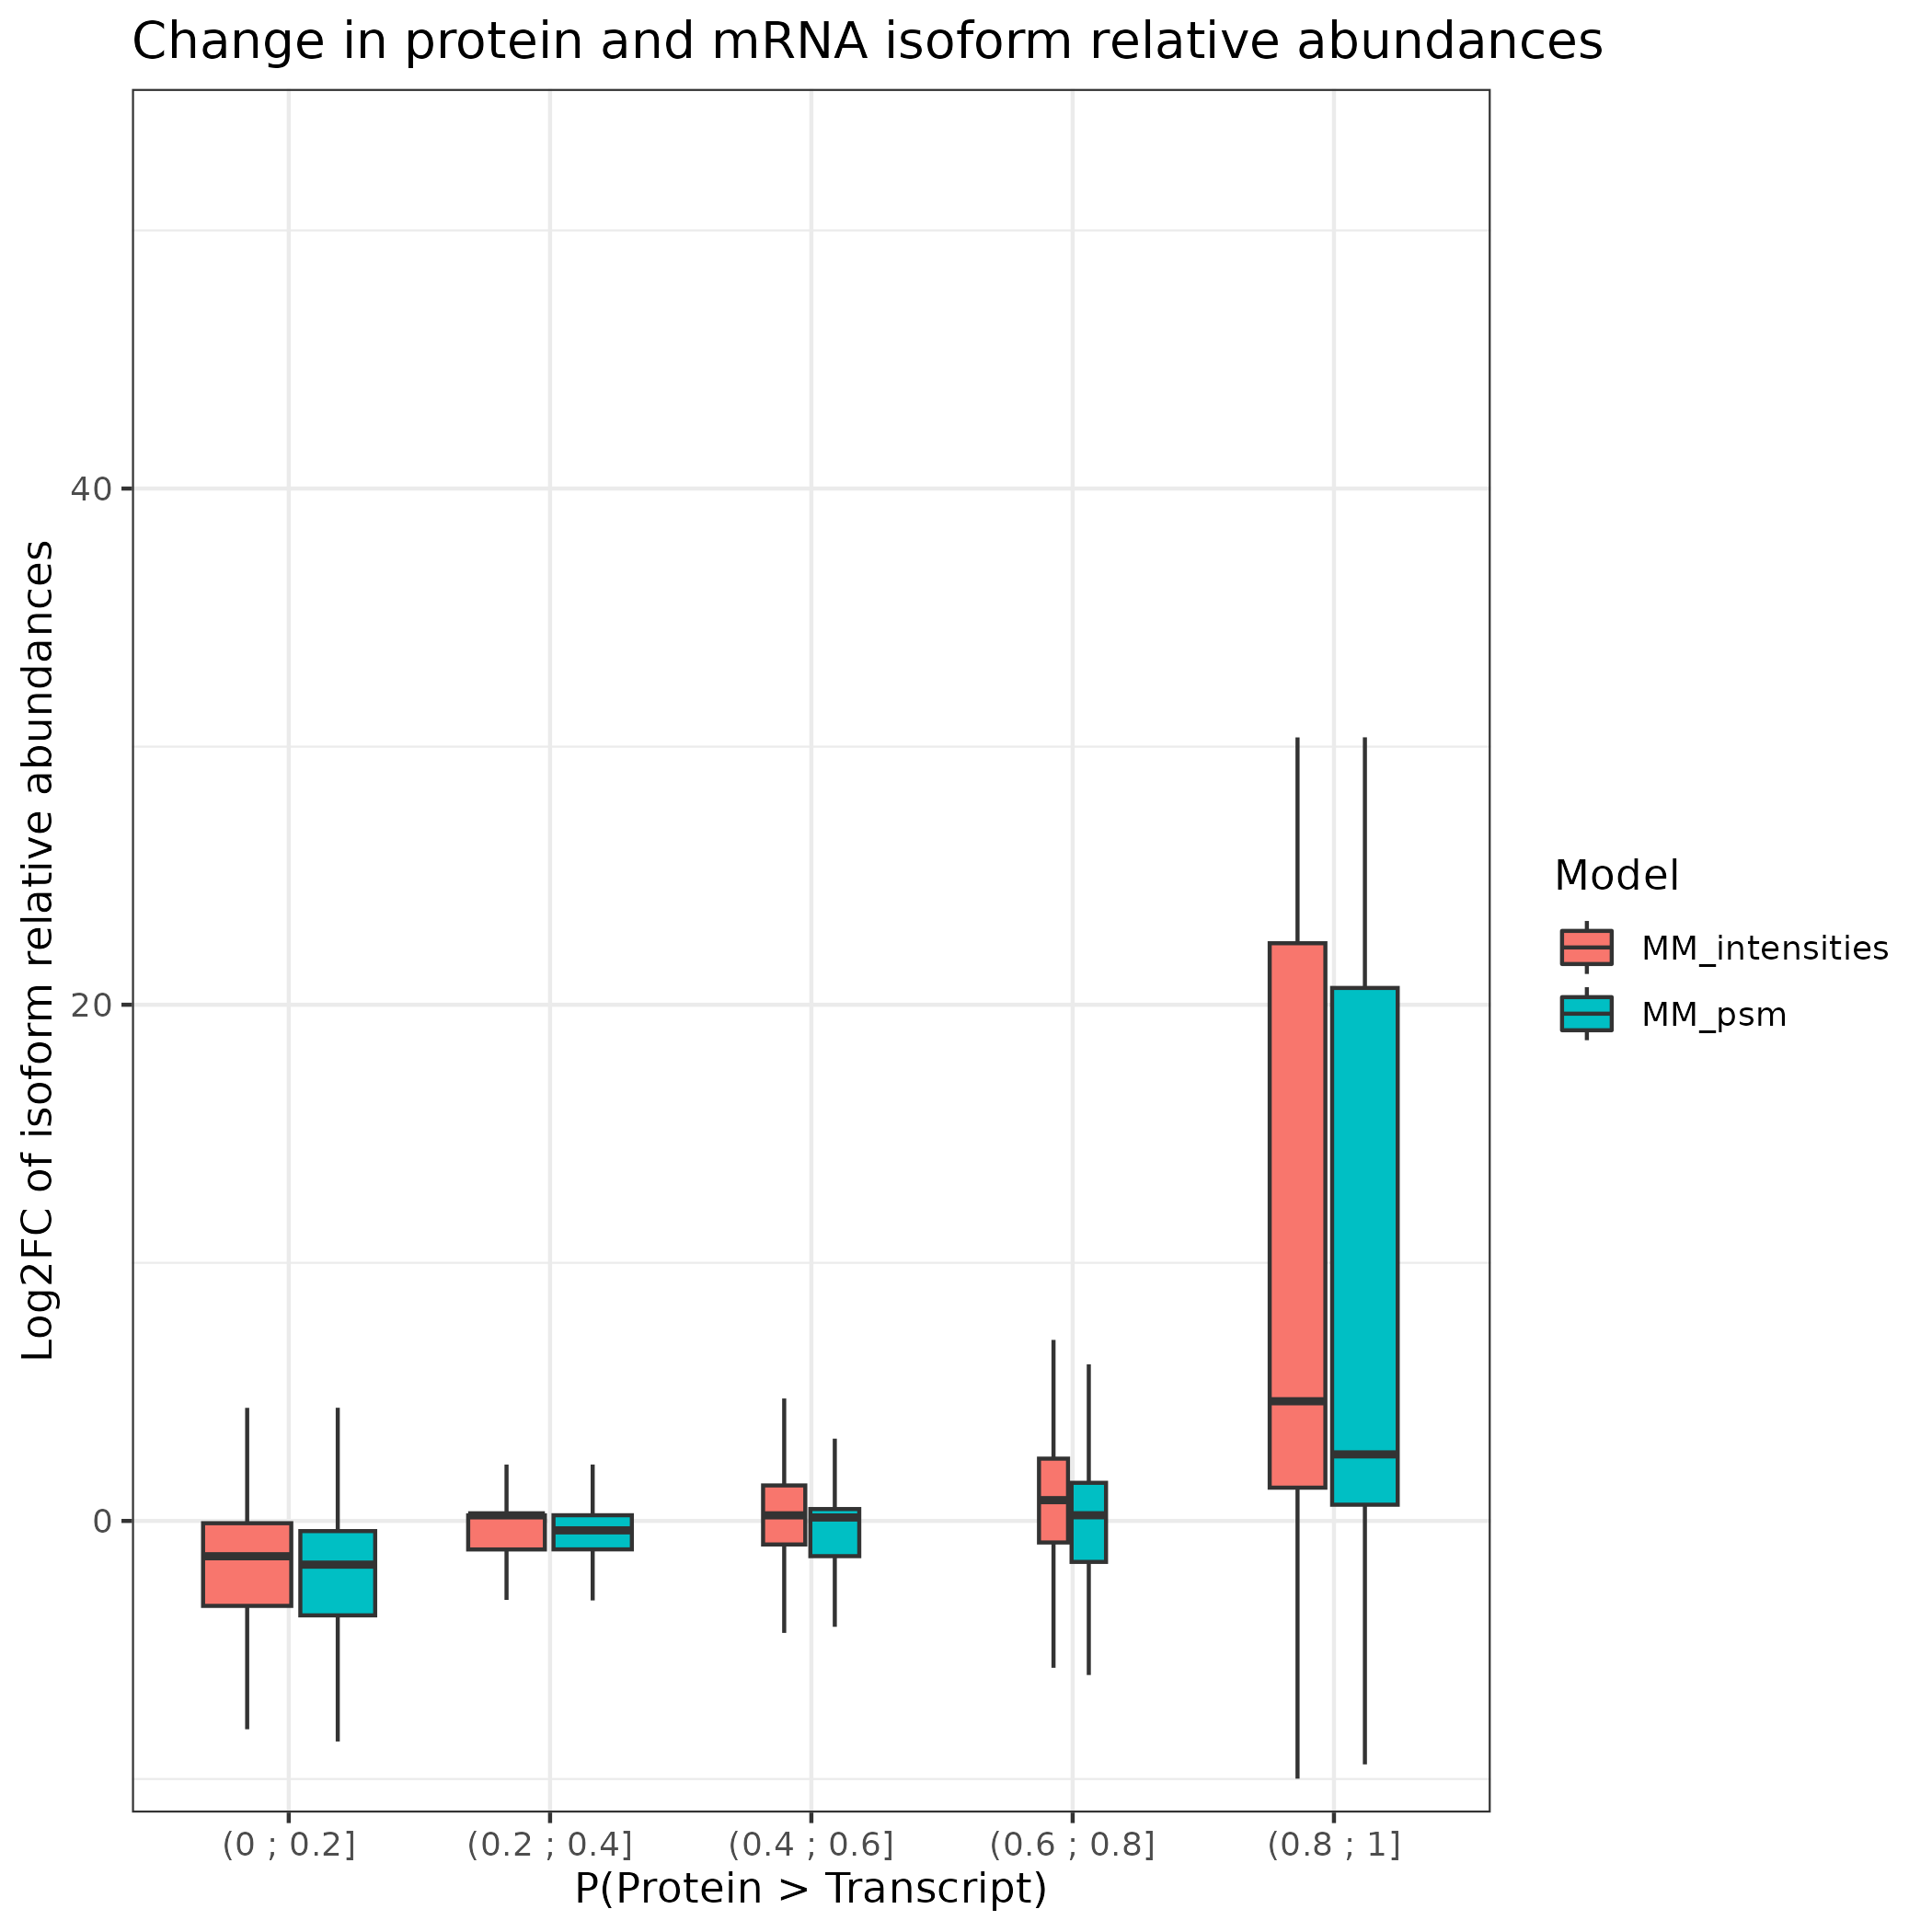 Change in protein and mRNA isoform relative abundances
Log2FC of isoform relative abundances
40
20
0
(0 ; 0.2]
(0.2 ; 0.4]
(0.4 ; 0.6]
(0.6 ; 0.8]
(0.8 ; 1]
P(Protein > Transcript)
Model
MM_intensities
MM_psm